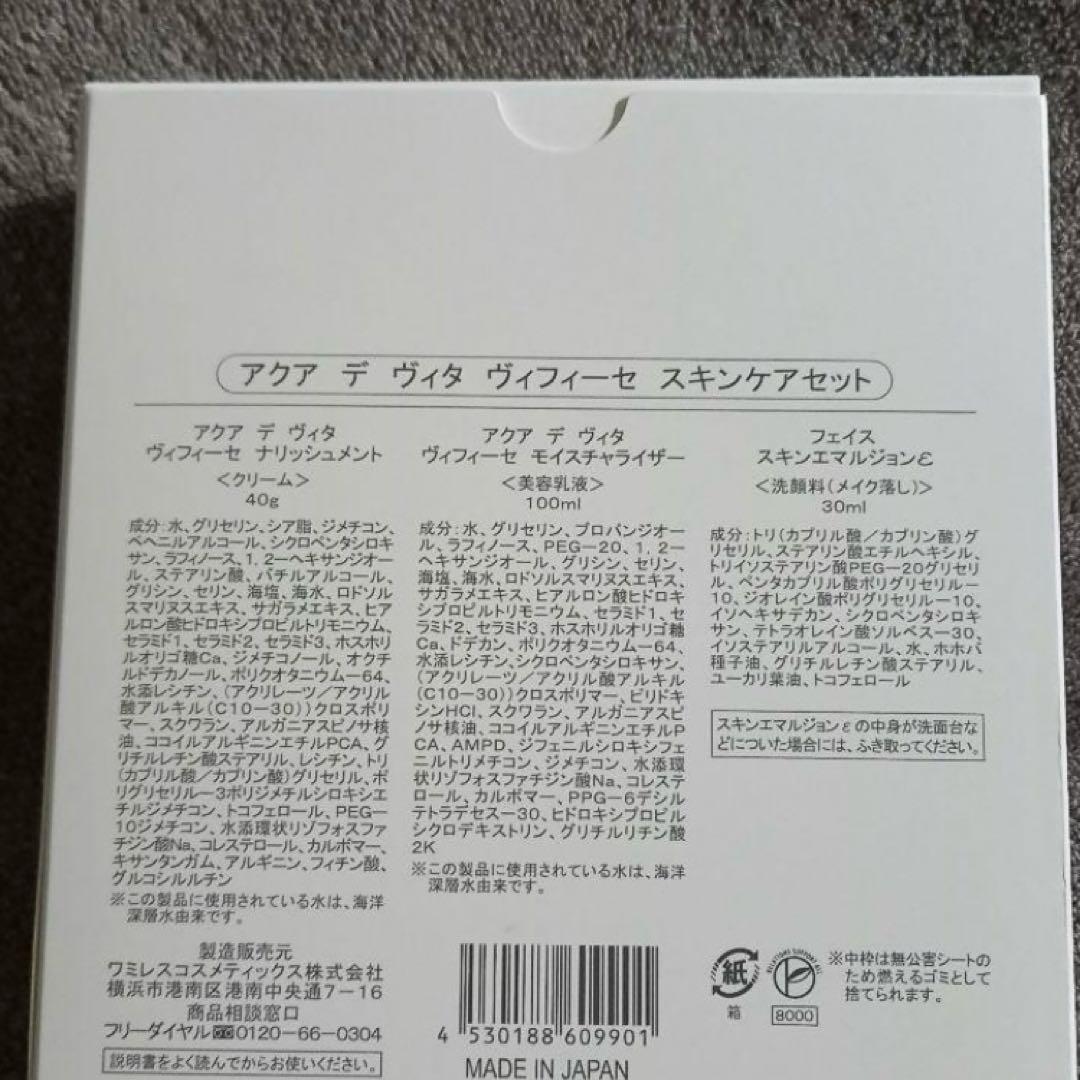 アクア デ ヴィタ ヴィフィーセ スキンケアセット
アクア デ ヴィタ
ヴィフィーセ ナリッシュメント
<クリーム>
40g
成分:水、グリセリン、シア脂、ジメチコン、
ベヘニルアルコール、シクロペンタシロキ
サン、ラフィノース、1,2-ヘキサンジオー
ル、ステアリン酸、バチルアルコール、
グリシン、セリン、海塩、海水、ロドソル
スマリヌスエキス、サガラメエキス、ヒアル
ロン酸ヒドロキシプロピルトリモニウム、
セラミド1、セラミド2、セラミド3、ホスホリ
ルオリゴ糖Ca、ジメチコノール、オクチ
ルドデカノール、ポリクオタニウム-64、
水添レシチン、(アクリレーツ/アクリル
酸アルキル(C10-30))クロスポリ
マー、スクワラン、アルガニアスピノサ核
油、ココイルアルギニンエチルPCA、グ
リチルレチン酸ステアリル、レシチン、トリ
(カプリル酸/カプリン酸)グリセリル、ポ
リグリセリル-3ポリジメチルシロキシエ
チルジメチコン、トコフェロール、PEG-
10ジメチコン、水添環状リゾフォスファ
チジン酸Na、コレステロール、カルボマー、
キサンタンガム、アルギニン、フィチン酸、
グルコシルルチン
※この製品に使用されている水は、海洋
深層水由来です。
アクア デ ヴィタ
ヴィフィーセ モイスチャライザー
<美容乳液>
100ml
成分:水、グリセリン、プロパンジオー
ル、ラフィノース、PEG-20、1,2-
ヘキサンジオール、グリシン、セリン、
海塩、海水、ロドソルスマリヌスエキス、
サガラメエキス、ヒアルロン酸ヒドロキ
シプロピルトリモニウム、セラミド1、セ
ラミド2、セラミド3、ホスホリルオリゴ糖
Ca、ドデカン、ポリクオタニウム-64、
水添レシチン、シクロペンタシロキサン、
(アクリレーツ/アクリル酸アルキル
(C10-30))クロスポリマー、ピリドキ
シンHCl、スクワラン、アルガニアスピ
ノサ核油、ココイルアルギニンエチルP
CA、AMPD、ジフェニルシロキシフェ
ニルトリメチコン、ジメチコン、水添環
状リゾフォスファチジン酸Na、コレステ
ロール、カルボマー、PPG-6デシル
テトラデセス-30、ヒドロキシプロピル
シクロデキストリン、グリチルリチン酸
2K
※この製品に使用されている水は、海洋
深層水由来です。
フェイス
スキンエマルジョンε
<洗顔料(メイク落し)>
30ml
成分:トリ(カプリル酸/カプリン酸)グ
リセリル、ステアリン酸エチルヘキシル、
トリイソステアリン酸PEG-20グリセリ
ル、ペンタカプリル酸ポリグリセリル-
10、ジオレイン酸ポリグリセリル-10、
イソヘキサデカン、シクロペンタシロキ
サン、テトラオレイン酸ソルベス-30、
イソステアリルアルコール、水、ホホバ
種子油、グリチルレチン酸ステアリル、
ユーカリ葉油、トコフェロール
スキンエマルジョンεの中身が洗面台な
どについた場合には、ふき取ってください。
製造販売元
ワミレスコスメティックス株式会社
横浜市港南区港南中央通7-16
商品相談窓口
フリーダイヤル0120-66-0304
説明書をよく読んでからお使いください。
4 530188 609901
MADE IN JAPAN
紙
箱
8000
※中枠は無公害シートの
ため燃えるゴミとして
捨てられます。